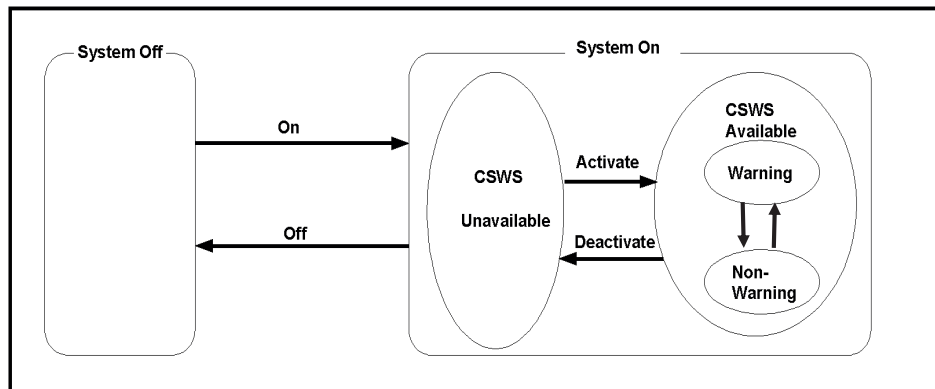 System Off
System On
On
Off
CSWS
Unavailable
Activate
Deactivate
CSWS
Available
Warning
Non-
Warning